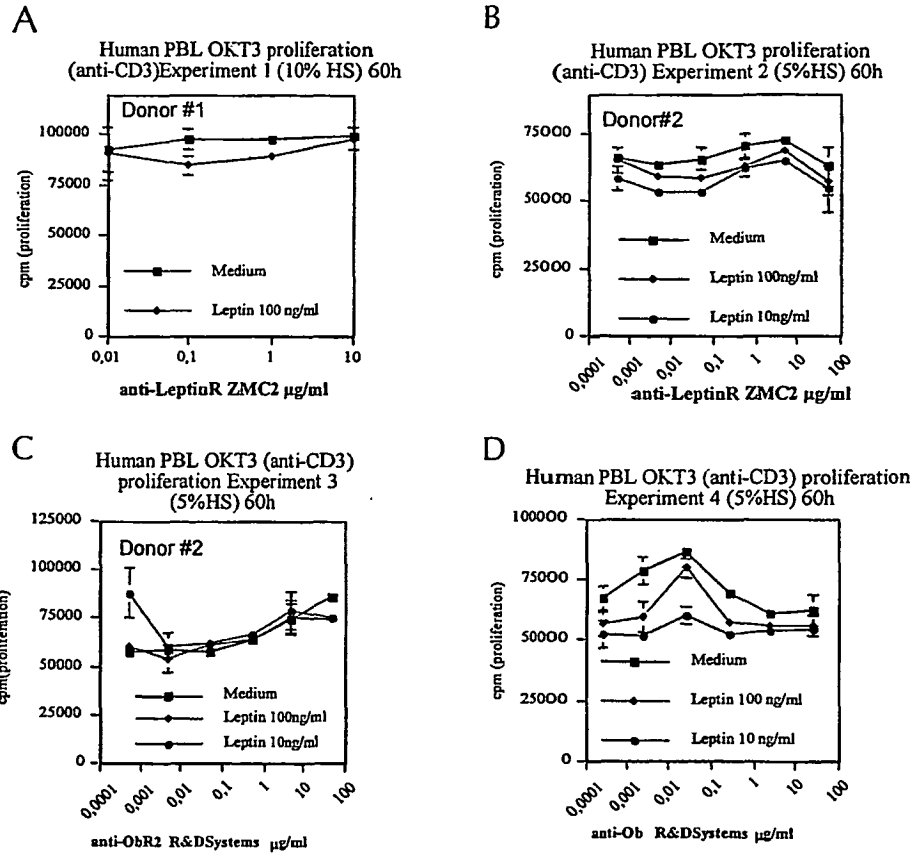 A
Human PBL OKT3 proliferation
(anti-CD3)Experiment 1 (10% HS) 60h
Donor #1
100000
75000
50000
25000
0
cpm (proliferation)
Medium
Leptin 100 ng/ml
0,01
0,1
1
10
anti-LeptinR ZMC2 µg/ml
B
Human PBL OKT3 proliferation
(anti-CD3) Experiment 2 (5%HS) 60h
Donor#2
75000
50000
25000
0
cpm (proliferation)
Medium
Leptin 100ng/ml
Leptin 10ng/ml
0,0001
0,001
0,01
0,1
1
10
100
anti-LeptinR ZMC2 µg/ml
C
Human PBL OKT3 (anti-CD3)
proliferation Experiment 3
(5%HS) 60h
Donor #2
125000
100000
75000
50000
25000
0
cpm(proliferation)
Medium
Leptin 100ng/ml
Leptin 10ng/ml
0,0001
0,001
0,01
0,1
1
10
100
anti-ObR2 R&DSystems µg/ml
D
Human PBL OKT3 (anti-CD3) proliferation
Experiment 4 (5%HS) 60h
100000
75000
50000
25000
0
cpm (proliferation)
Medium
Leptin 100 ng/ml
Leptin 10 ng/ml
0,0001
0,001
0,01
0,1
1
10
100
anti-Ob R&DSystems µg/ml